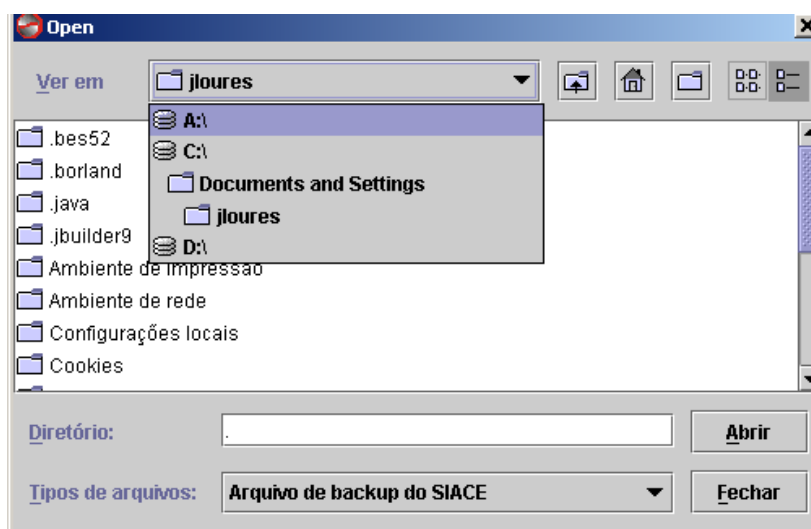 Open
Ver em jloures
A:\
C:\
Documents and Settings
jloures
D:\
.bes52
.borland
.java
.jbuilder9
Ambiente de impressão
Ambiente de rede
Configurações locais
Cookies
Diretório: . Abrir
Tipos de arquivos: Arquivo de backup do SIACE Fechar